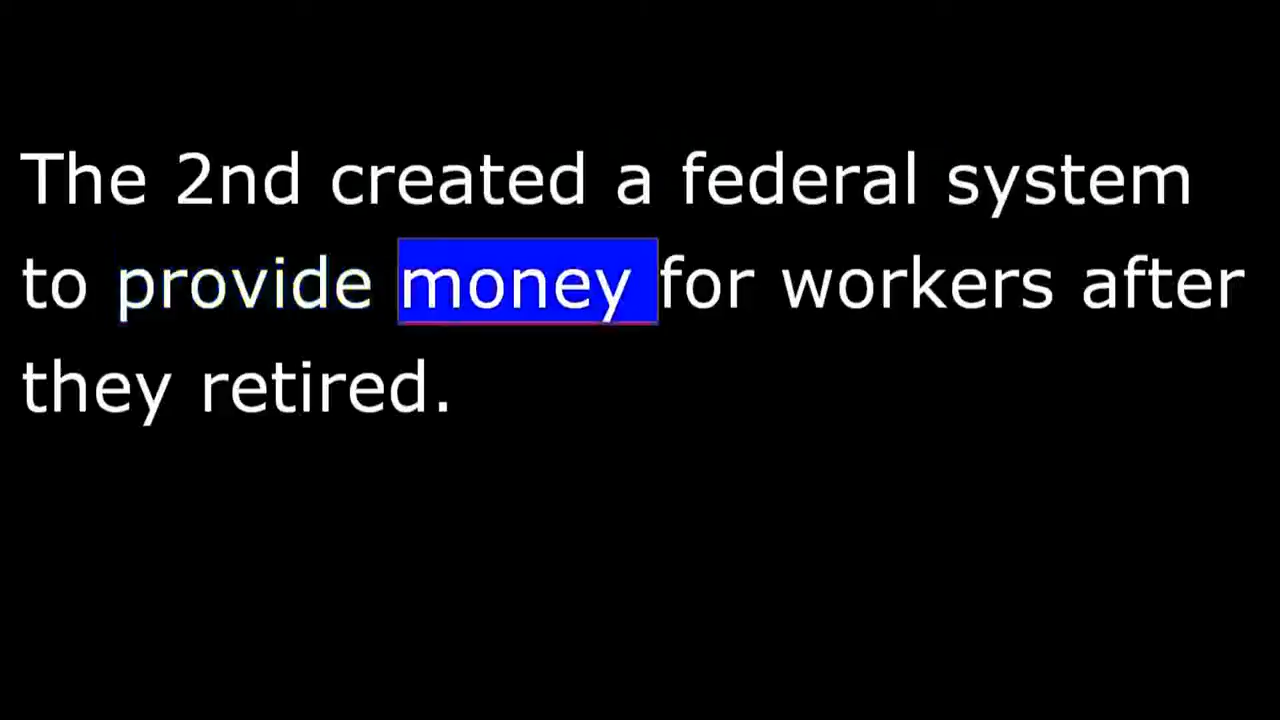 The 2nd created a federal system
to provide money for workers after
they retired.